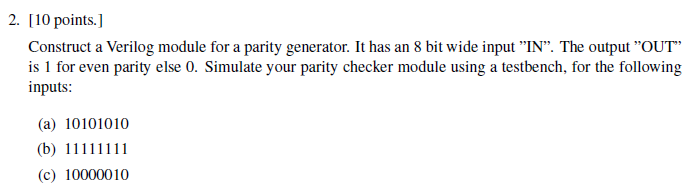 2. [10 points.]
Construct a Verilog module for a parity generator. It has an 8 bit wide input ”IN”. The output ”OUT”
is 1 for even parity else 0. Simulate your parity checker module using a testbench, for the following
inputs:
(a) 10101010
(b) 11111111
(c) 10000010